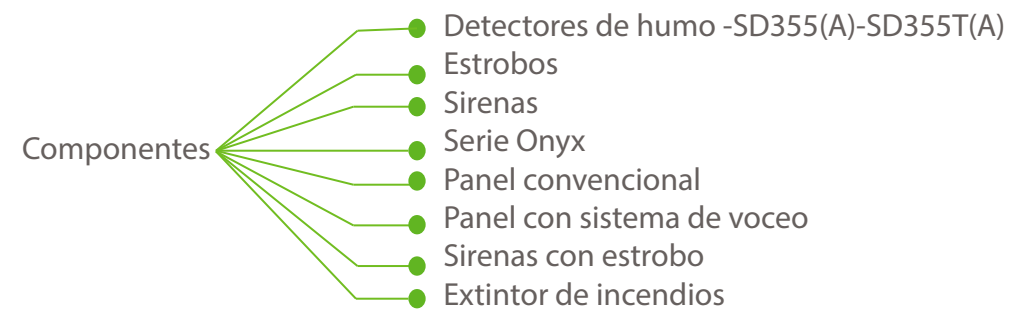 Componentes
Detectores de humo -SD355(A)-SD355T(A)
Estrobos
Sirenas
Serie Onyx
Panel convencional
Panel con sistema de voceo
Sirenas con estrobo
Extintor de incendios